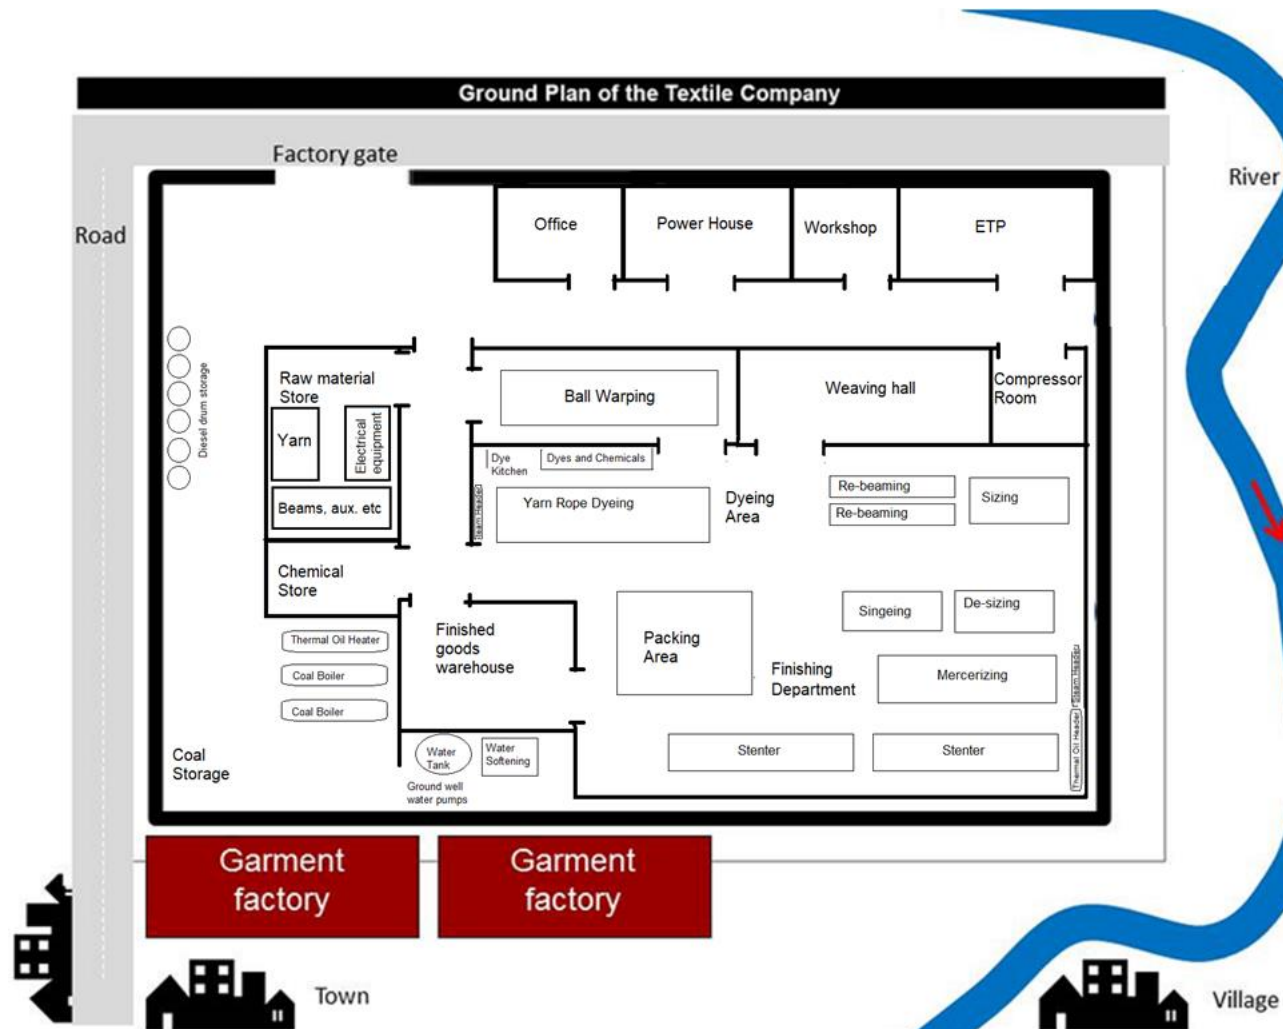 Ground Plan of the Textile Company
Factory gate
River
Road
Office
Power House
Workshop
ETP
Diesel drum storage
Raw material
Store
Yarn
Electrical
equipment
Beams, aux. etc
Ball Warping
Weaving hall
Compressor
Room
Dye
Kitchen
Dyes and Chemicals
Steam Header
Yarn Rope Dyeing
Dyeing
Area
Re-beaming
Re-beaming
Sizing
Chemical
Store
Thermal Oil Heater
Coal Boiler
Coal Boiler
Finished
goods
warehouse
Packing
Area
Singeing
De-sizing
Finishing
Department
Mercerizing
Steam Header
Thermal Oil Header
Stenter
Stenter
Coal
Storage
Water
Tank
Water
Softening
Ground well
water pumps
Garment
factory
Garment
factory
Town
Village